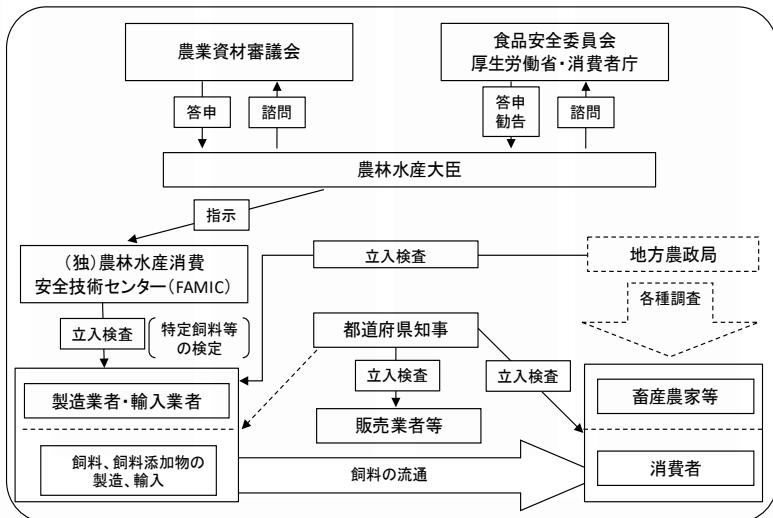 農業資材審議会
食品安全委員会
厚生労働省・消費者庁
答申
諮問
答申
勧告
諮問
農林水産大臣
指示
(独)農林水産消費
安全技術センター(FAMIC)
立入検査
地方農政局
各種調査
立入検査
特定飼料等
の検定
都道府県知事
立入検査
立入検査
製造業者・輸入業者
販売業者等
畜産農家等
飼料、飼料添加物の
製造、輸入
飼料の流通
消費者